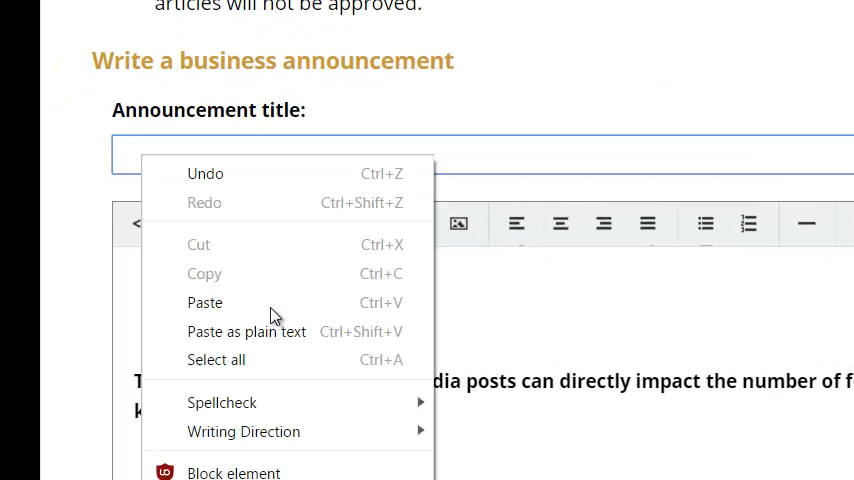 articles will not be approved.
Write a business announcement
Announcement title:
Undo Ctrl+Z
Redo Ctrl+Shift+Z
Cut Ctrl+X
Copy Ctrl+C
Paste Ctrl+V
Paste as plain text Ctrl+Shift+V
Select all Ctrl+A
dia posts can directly impact the number of f
Spellcheck
Writing Direction
Block element